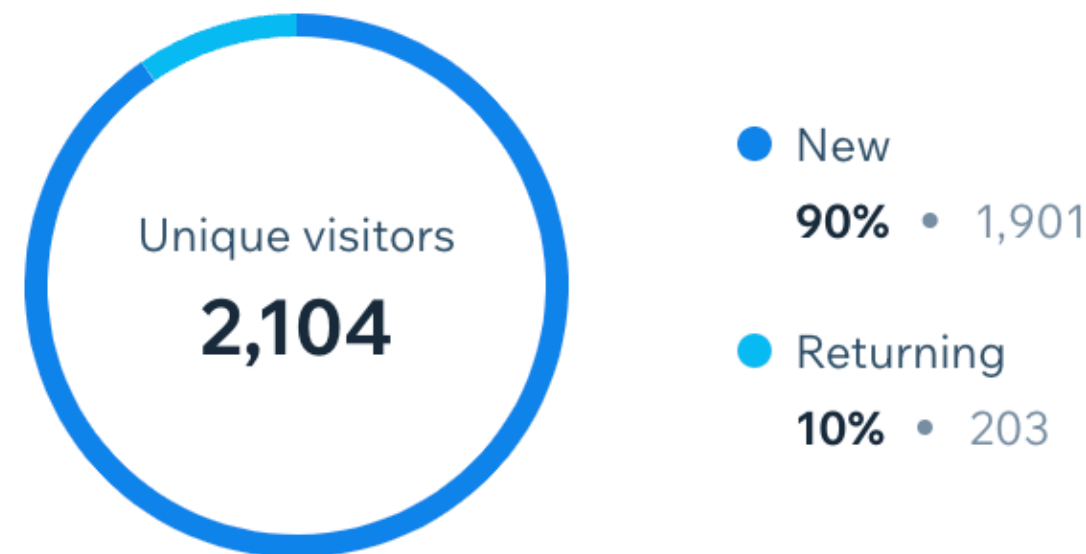 Unique visitors
2,104
New
90% • 1,901
Returning
10% • 203